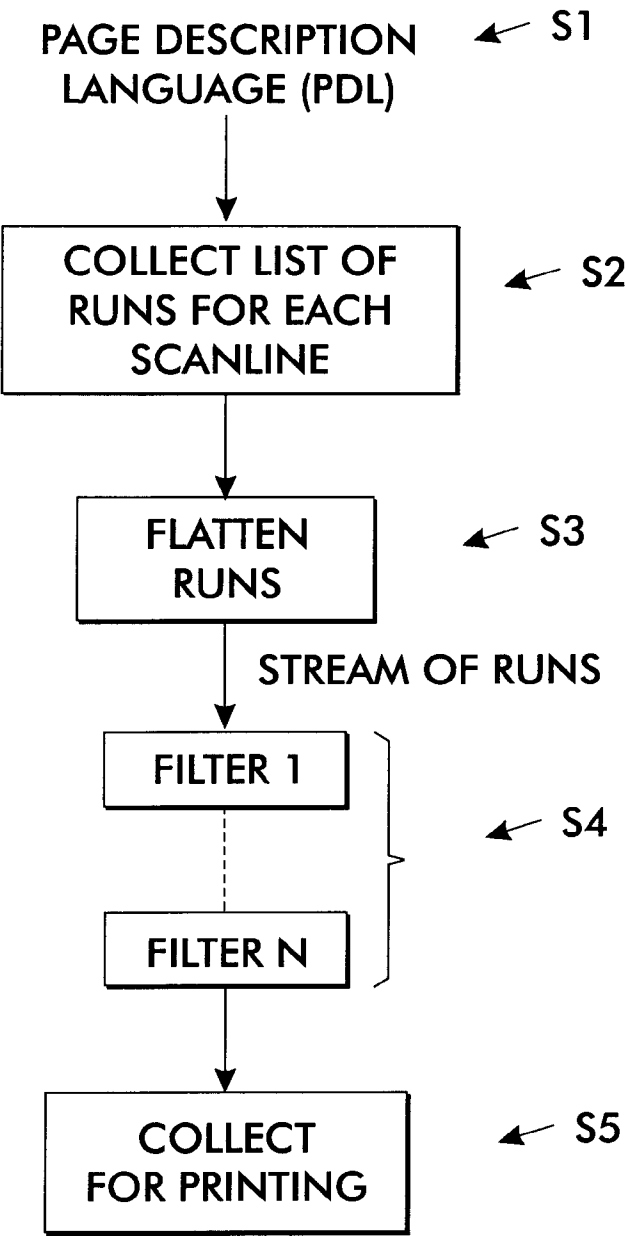 PAGE DESCRIPTION
LANGUAGE (PDL)
S1
COLLECT LIST OF
RUNS FOR EACH
SCANLINE
S2
FLATTEN
RUNS
S3
STREAM OF RUNS
FILTER 1
S4
FILTER N
COLLECT
FOR PRINTING
S5